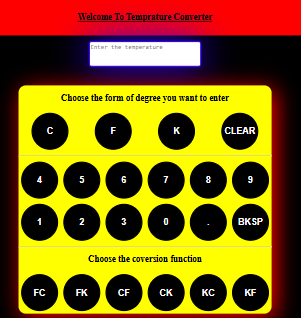 Welcome To Temprature Converter
Enter the temperature
Choose the form of degree you want to enter
C F K CLEAR
4 5 6 7 8 9
1 2 3 0 . BKSP
Choose the coversion function
FC FK CF CK KC KF